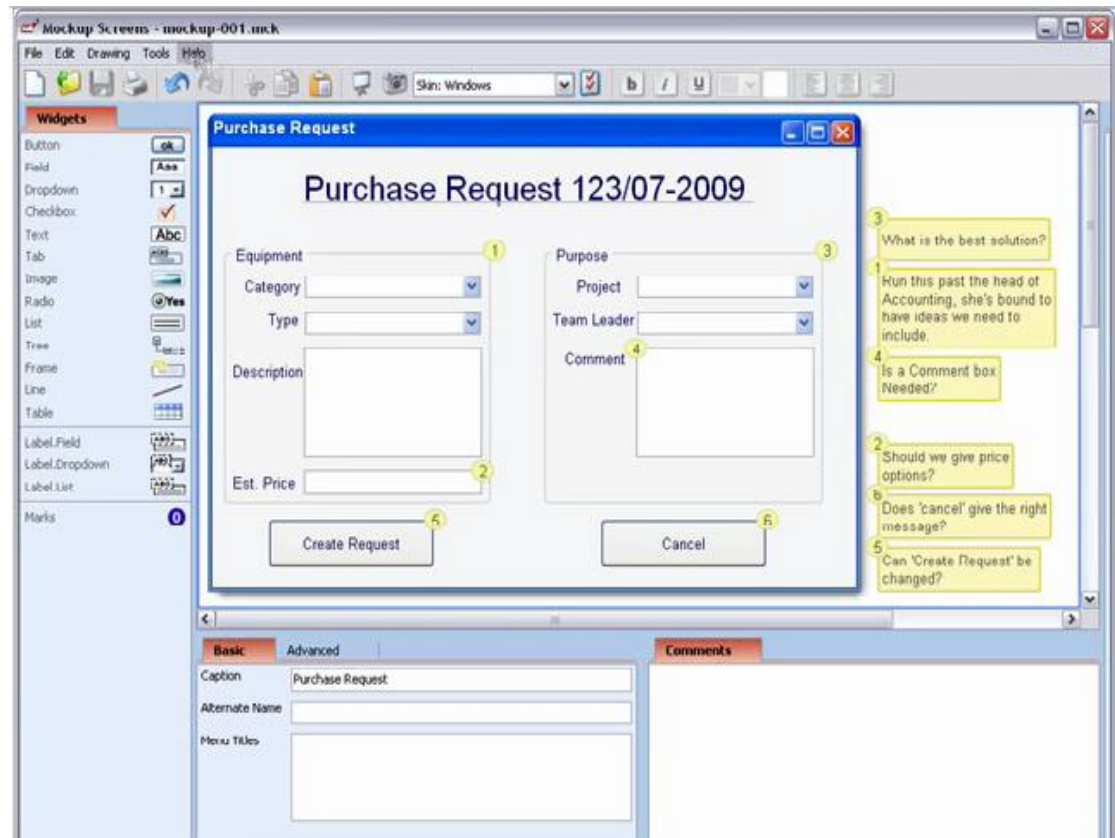 Mockup Screens - mockup-001.mck
File Edit Drawing Tools Help
Skin: Windows
b i u
Widgets
Button ok
Field Aaa
Dropdown 1
Checkbox
Text Abc
Tab
Image
Radio Yes
List
Tree
Frame
Line
Table
Label.Field
Label.Dropdown
Label.List
Marks 0
Purchase Request
Purchase Request 123/07-2009
Equipment 1
Category
Type
Description
Est. Price 2
Create Request 5
Purpose 3
Project
Team Leader
Comment 4
Cancel 6
3
What is the best solution?
1
Run this past the head of
Accounting, she's bound to
have ideas we need to
include.
4
Is a Comment box
Needed?
2
Should we give price
options?
6
Does 'cancel' give the right
message?
5
Can 'Create Request' be
changed?
Basic Advanced
Caption Purchase Request
Alternate Name
Menu Titles
Comments